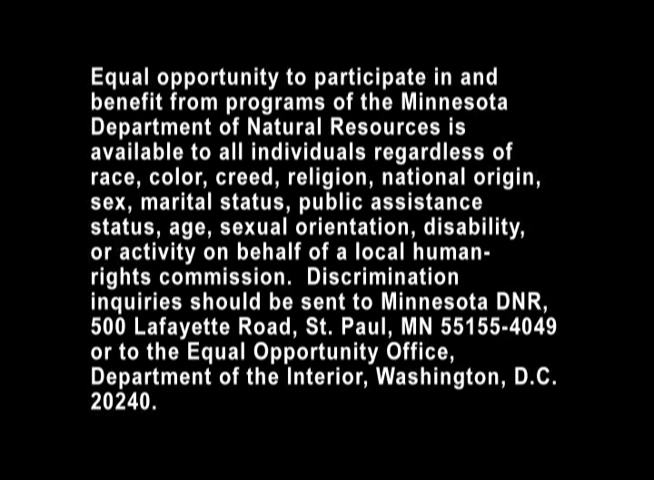 Equal opportunity to participate in and
benefit from programs of the Minnesota
Department of Natural Resources is
available to all individuals regardless of
race, color, creed, religion, national origin,
sex, marital status, public assistance
status, age, sexual orientation, disability,
or activity on behalf of a local human-
rights commission.  Discrimination
inquiries should be sent to Minnesota DNR,
500 Lafayette Road, St. Paul, MN 55155-4049
or to the Equal Opportunity Office,
Department of the Interior, Washington, D.C.
20240.